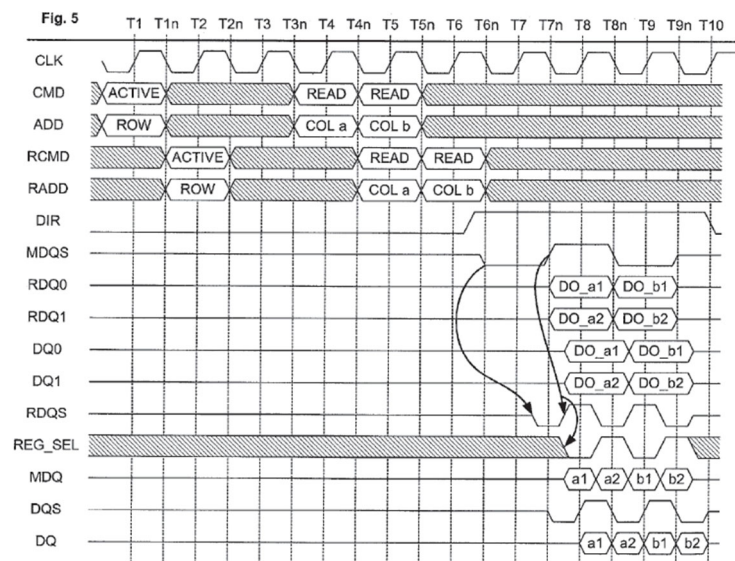 Fig. 5
T1 T1n T2 T2n T3 T3n T4 T4n T5 T5n T6 T6n T7 T7n T8 T8n T9 T9n T10
CLK
CMD ACTIVE READ READ
ADD ROW COL a COL b
RCMD ACTIVE READ READ
RADD ROW COL a COL b
DIR
MDQS
RDQ0 DO_a1 DO_b1
RDQ1 DO_a2 DO_b2
DQ0 DO_a1 DO_b1
DQ1 DO_a2 DO_b2
RDQS
REG_SEL
MDQ a1 a2 b1 b2
DQS
DQ a1 a2 b1 b2